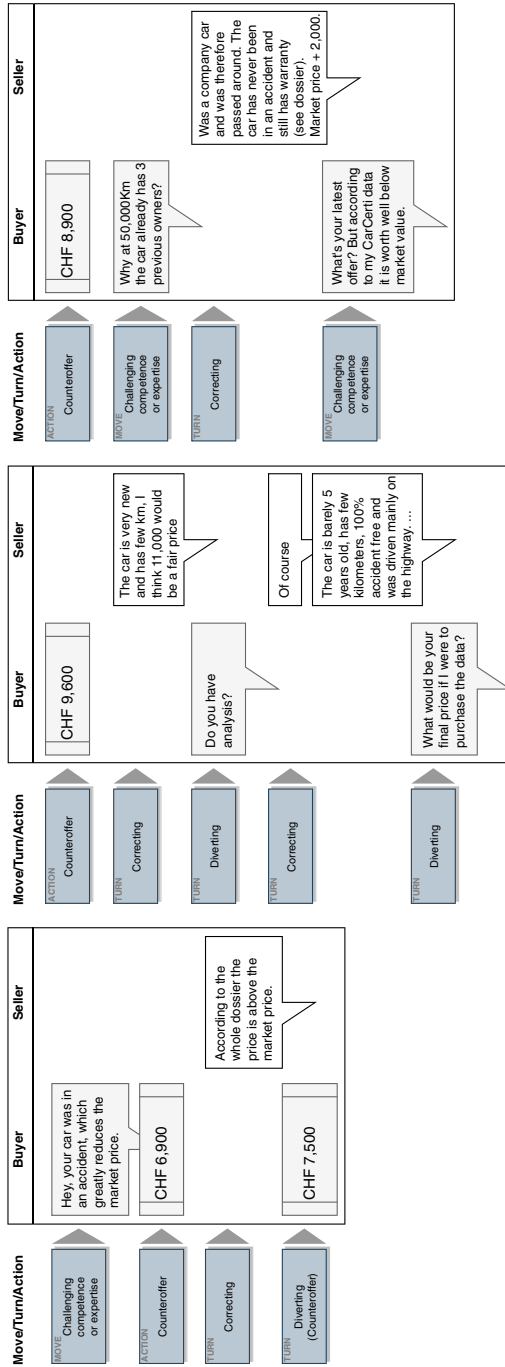 Move/Turn/Action
Buyer
Seller
MOVE
Challenging
competence
or expertise
Hey, your car was in
an accident, which
greatly reduces the
market price.
ACTION
Counteroffer
CHF 6,900
TURN
Correcting
According to the
whole dossier the
price is above the
market price.
TURN
Diverting
(Counteroffer)
CHF 7,500
Move/Turn/Action
Buyer
Seller
ACTION
Counteroffer
CHF 9,600
TURN
Correcting
The car is very new
and has few km, I
think 11,000 would
be a fair price
TURN
Diverting
Do you have
analysis?
TURN
Correcting
Of course
The car is barely 5
years old, has few
kilometers, 100%
accident free and
was driven mainly on
the highway. …
TURN
Diverting
What would be your
final price if I were to
purchase the data?
Move/Turn/Action
Buyer
Seller
ACTION
Counteroffer
CHF 8,900
MOVE
Challenging
competence
or expertise
Why at 50,000Km
the car already has 3
previous owners?
TURN
Correcting
Was a company car
and was therefore
passed around. The
car has never been
in an accident and
still has warranty
(see dossier).
Market price + 2,000.
MOVE
Challenging
competence
or expertise
What's your latest
offer? But according
to my CarCerti data
it is worth well below
market value.